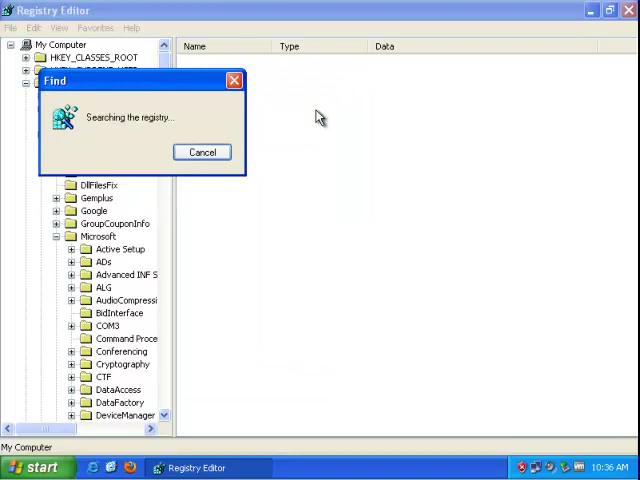 Registry Editor
File Edit View Favorites Help
My Computer
HKEY_CLASSES_ROOT
Name Type Data
Find
Searching the registry...
Cancel
DllFilesFix
Gemplus
Google
GroupCouponInfo
Microsoft
Active Setup
ADs
Advanced INF S
ALG
AudioCompressi
BidInterface
COM3
Command Proce
Conferencing
Cryptography
CTF
DataAccess
DataFactory
DeviceManager
My Computer
start Registry Editor 10:36 AM